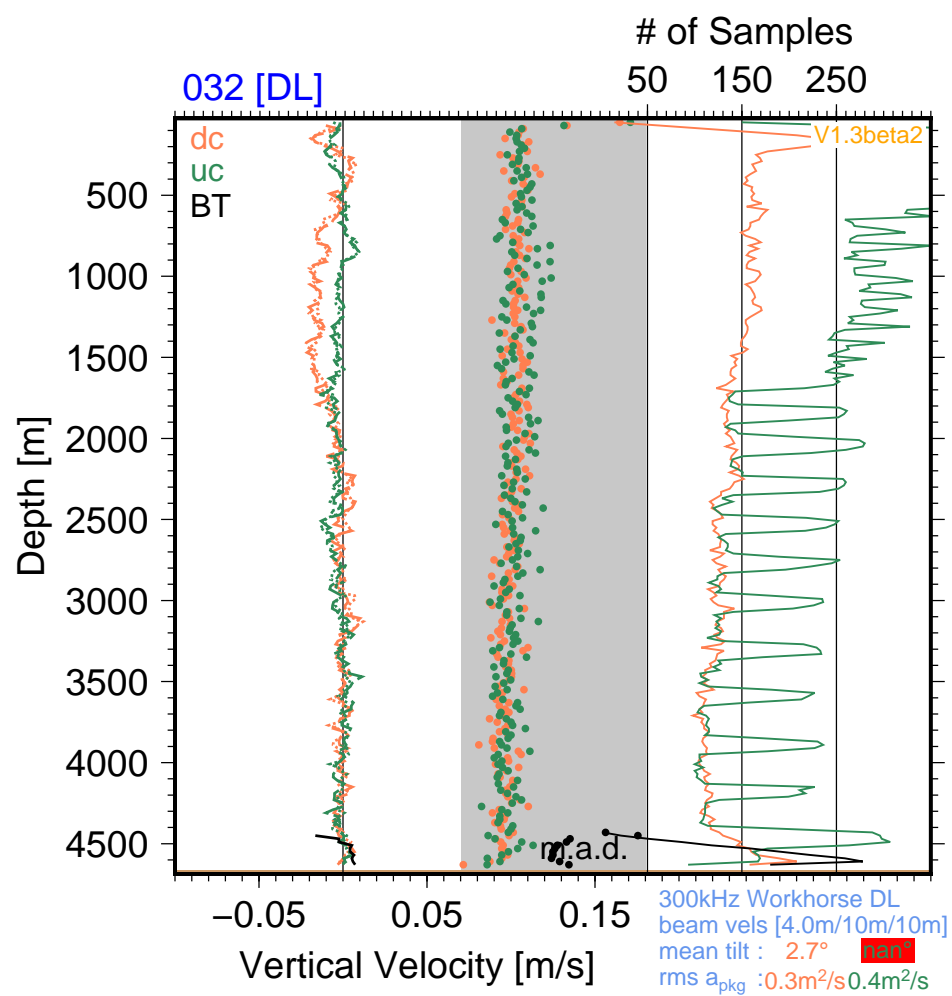 # of Samples
50 150 250
032 [DL]
dc
uc
BT
V1.3beta2
500
1000
1500
2000
2500
3000
3500
4000
4500
Depth [m]
m.a.d.
−0.05 0.05 0.15
Vertical Velocity [m/s]
300kHz Workhorse DL
beam vels [4.0m/10m/10m]
mean tilt : 2.7° nan°
rms a_pkg :0.3m²/s 0.4m²/s